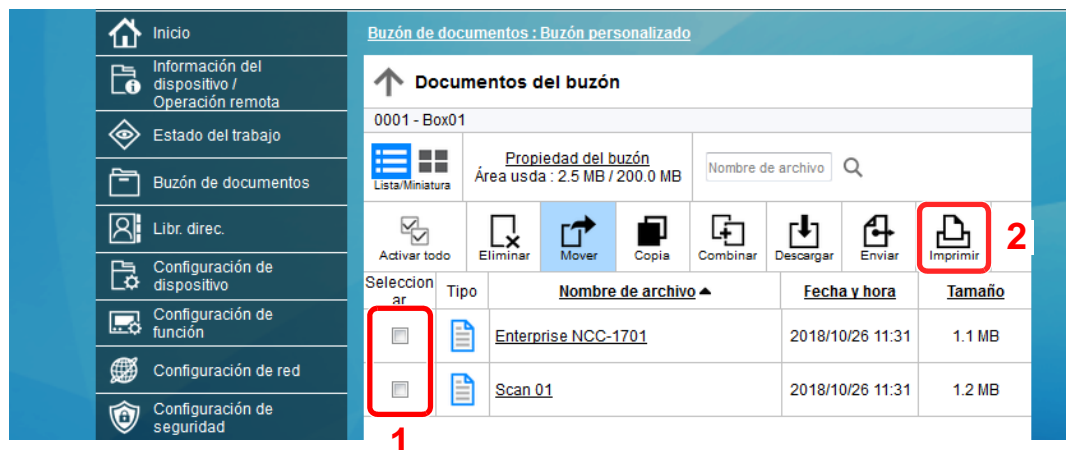 Inicio
Información del
dispositivo /
Operación remota
Estado del trabajo
Buzón de documentos
Libr. direc.
Configuración de
dispositivo
Configuración de
función
Configuración de red
Configuración de
seguridad
Buzón de documentos : Buzón personalizado
Documentos del buzón
0001 - Box01
Lista/Miniatura
Propiedad del buzón
Área usda : 2.5 MB / 200.0 MB
Nombre de archivo
Activar todo Eliminar Mover Copia Combinar Descargar Enviar Imprimir 2
Seleccion
ar Tipo Nombre de archivo Fecha y hora Tamaño
Enterprise NCC-1701 2018/10/26 11:31 1.1 MB
Scan 01 2018/10/26 11:31 1.2 MB
1